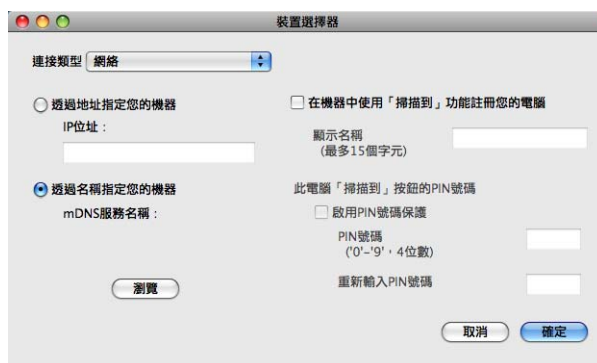 裝置選擇器
連接類型 網絡
透過地址指定您的機器
IP位址：
透過名稱指定您的機器
mDNS服務名稱：
瀏覽
在機器中使用「掃描到」功能註冊您的電腦
顯示名稱
(最多15個字元)
此電腦「掃描到」按鈕的PIN號碼
啟用PIN號碼保護
PIN號碼
('0'-'9'，4位數)
重新輸入PIN號碼
取消 確定